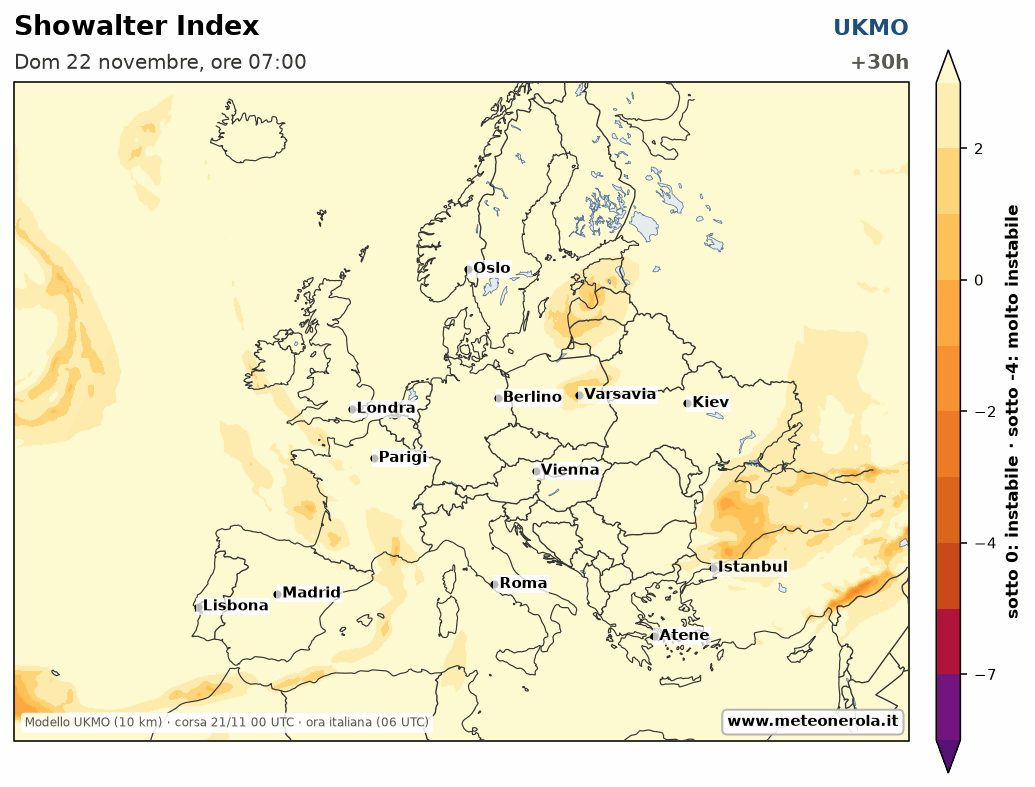 Showalter Index
UKMO
Dom 22 novembre, ore 07:00
+30h
Oslo
Londra
Berlino
Varsavia
Kiev
Parigi
Vienna
Istanbul
Roma
Madrid
Lisbona
Atene
2
0
−2
−4
−7
sotto 0: instabile · sotto -4: molto instabile
Modello UKMO (10 km) · corsa 21/11 00 UTC · ora italiana (06 UTC)
www.meteonerola.it